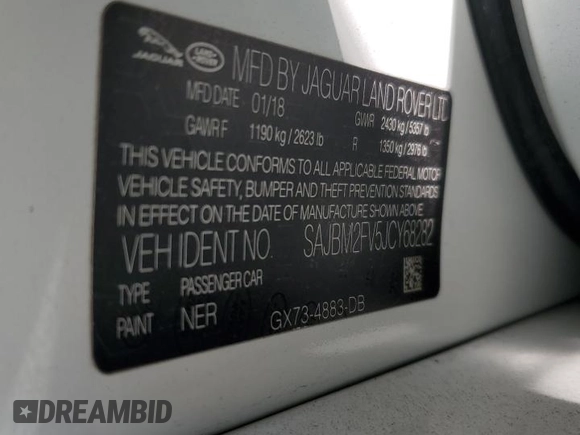 JAGUAR
LAND ROVER
MFD BY JAGUAR LAND ROVER LTD
MFD DATE 01/18 GWR 2430 kg / 5357 lb
GAWR F 1190 kg / 2623 lb R 1350 kg / 2976 lb
THIS VEHICLE CONFORMS TO ALL APPLICABLE FEDERAL MOTOR
VEHICLE SAFETY, BUMPER AND THEFT PREVENTION STANDARDS
IN EFFECT ON THE DATE OF MANUFACTURE SHOWN ABOVE.
VEH IDENT NO. SAJBM2FV5JCY68282
TYPE PASSENGER CAR
PAINT NER GX73-4883-DB
DREAMBID